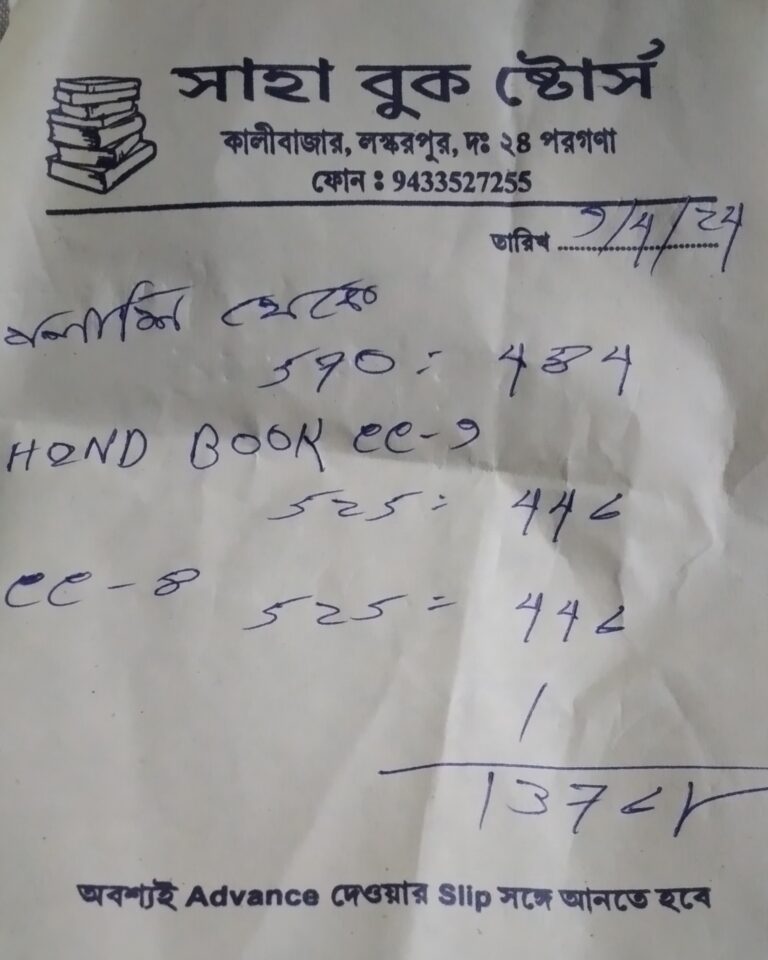 সাহা বুক ষ্টোর্স
কালীবাজার, লস্করপুর, দঃ ২৪ পরগণা
ফোন : 9433527255
তারিখ 9/4/24
590 = 484
HAND BOOK cc-9
525 = 446
cc-8 525 = 446
1
1376
অবশ্যই Advance দেওয়ার Slip সঙ্গে আনতে হবে